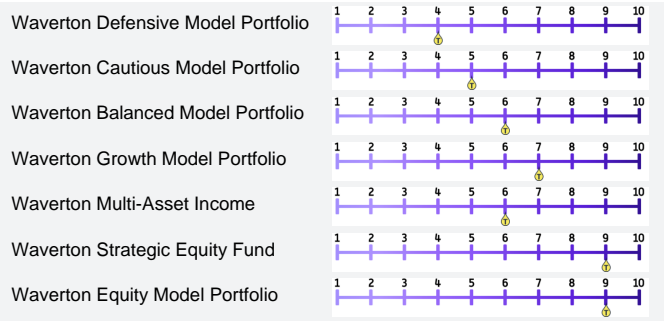 Waverton Defensive Model Portfolio 1 2 3 4 5 6 7 8 9 10
T
Waverton Cautious Model Portfolio 1 2 3 4 5 6 7 8 9 10
T
Waverton Balanced Model Portfolio 1 2 3 4 5 6 7 8 9 10
T
Waverton Growth Model Portfolio 1 2 3 4 5 6 7 8 9 10
T
Waverton Multi-Asset Income 1 2 3 4 5 6 7 8 9 10
T
Waverton Strategic Equity Fund 1 2 3 4 5 6 7 8 9 10
T
Waverton Equity Model Portfolio 1 2 3 4 5 6 7 8 9 10
T